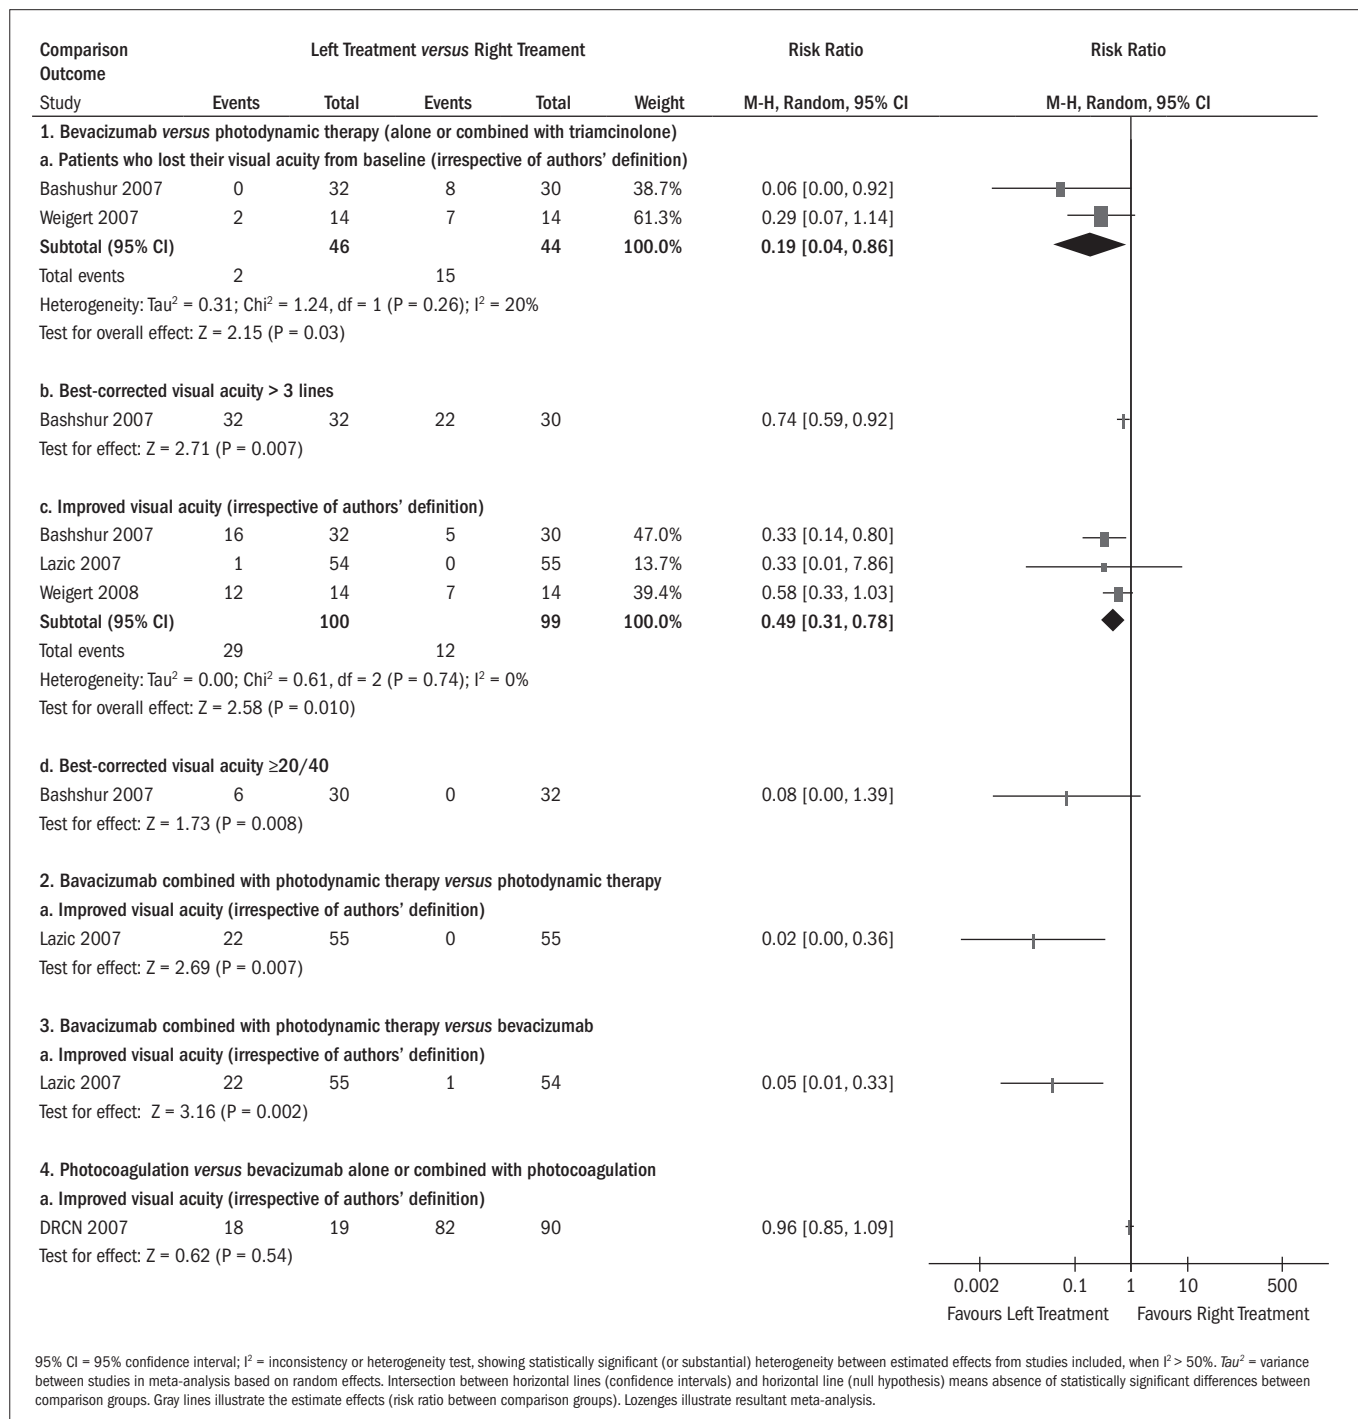 Comparison Left Treatment versus Right Treament Risk Ratio Risk Ratio
Outcome
Study Events Total Events Total Weight M-H, Random, 95% CI M-H, Random, 95% CI
1. Bevacizumab versus photodynamic therapy (alone or combined with triamcinolone)
a. Patients who lost their visual acuity from baseline (irrespective of authors’ definition)
Bashushur 2007 0 32 8 30 38.7% 0.06 [0.00, 0.92]
Weigert 2007 2 14 7 14 61.3% 0.29 [0.07, 1.14]
Subtotal (95% CI) 46 44 100.0% 0.19 [0.04, 0.86]
Total events 2 15
Heterogeneity: Tau² = 0.31; Chi² = 1.24, df = 1 (P = 0.26); I² = 20%
Test for overall effect: Z = 2.15 (P = 0.03)
b. Best-corrected visual acuity > 3 lines
Bashshur 2007 32 32 22 30 0.74 [0.59, 0.92]
Test for effect: Z = 2.71 (P = 0.007)
c. Improved visual acuity (irrespective of authors’ definition)
Bashshur 2007 16 32 5 30 47.0% 0.33 [0.14, 0.80]
Lazic 2007 1 54 0 55 13.7% 0.33 [0.01, 7.86]
Weigert 2008 12 14 7 14 39.4% 0.58 [0.33, 1.03]
Subtotal (95% CI) 100 99 100.0% 0.49 [0.31, 0.78]
Total events 29 12
Heterogeneity: Tau² = 0.00; Chi² = 0.61, df = 2 (P = 0.74); I² = 0%
Test for overall effect: Z = 2.58 (P = 0.010)
d. Best-corrected visual acuity ≥20/40
Bashshur 2007 6 30 0 32 0.08 [0.00, 1.39]
Test for effect: Z = 1.73 (P = 0.008)
2. Bavacizumab combined with photodynamic therapy versus photodynamic therapy
a. Improved visual acuity (irrespective of authors’ definition)
Lazic 2007 22 55 0 55 0.02 [0.00, 0.36]
Test for effect: Z = 2.69 (P = 0.007)
3. Bavacizumab combined with photodynamic therapy versus bevacizumab
a. Improved visual acuity (irrespective of authors’ definition)
Lazic 2007 22 55 1 54 0.05 [0.01, 0.33]
Test for effect: Z = 3.16 (P = 0.002)
4. Photocoagulation versus bevacizumab alone or combined with photocoagulation
a. Improved visual acuity (irrespective of authors’ definition)
DRCN 2007 18 19 82 90 0.96 [0.85, 1.09]
Test for effect: Z = 0.62 (P = 0.54)
0.002 0.1 1 10 500
Favours Left Treatment Favours Right Treatment
95% CI = 95% confidence interval; I² = inconsistency or heterogeneity test, showing statistically significant (or substantial) heterogeneity between estimated effects from studies included, when I² > 50%. Tau² = variance
between studies in meta-analysis based on random effects. Intersection between horizontal lines (confidence intervals) and horizontal line (null hypothesis) means absence of statistically significant differences between
comparison groups. Gray lines illustrate the estimate effects (risk ratio between comparison groups). Lozenges illustrate resultant meta-analysis.